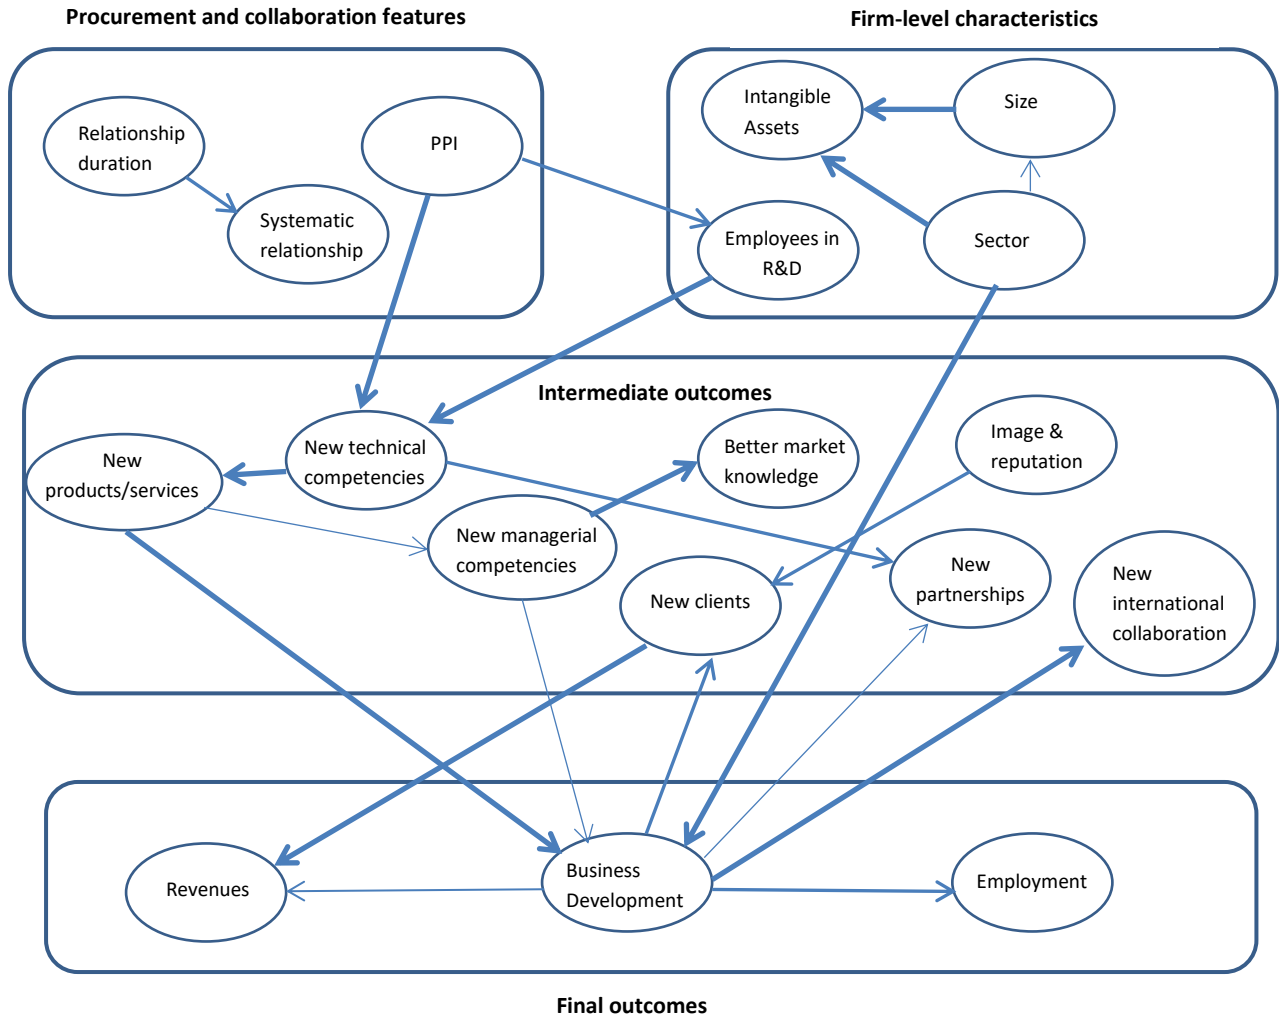 Procurement and collaboration features
Firm-level characteristics
Relationship
duration
PPI
Systematic
relationship
Intangible
Assets
Size
Employees in
R&D
Sector
Intermediate outcomes
New
products/services
New technical
competencies
Better market
knowledge
Image &
reputation
New managerial
competencies
New clients
New
partnerships
New
international
collaboration
Revenues
Business
Development
Employment
Final outcomes